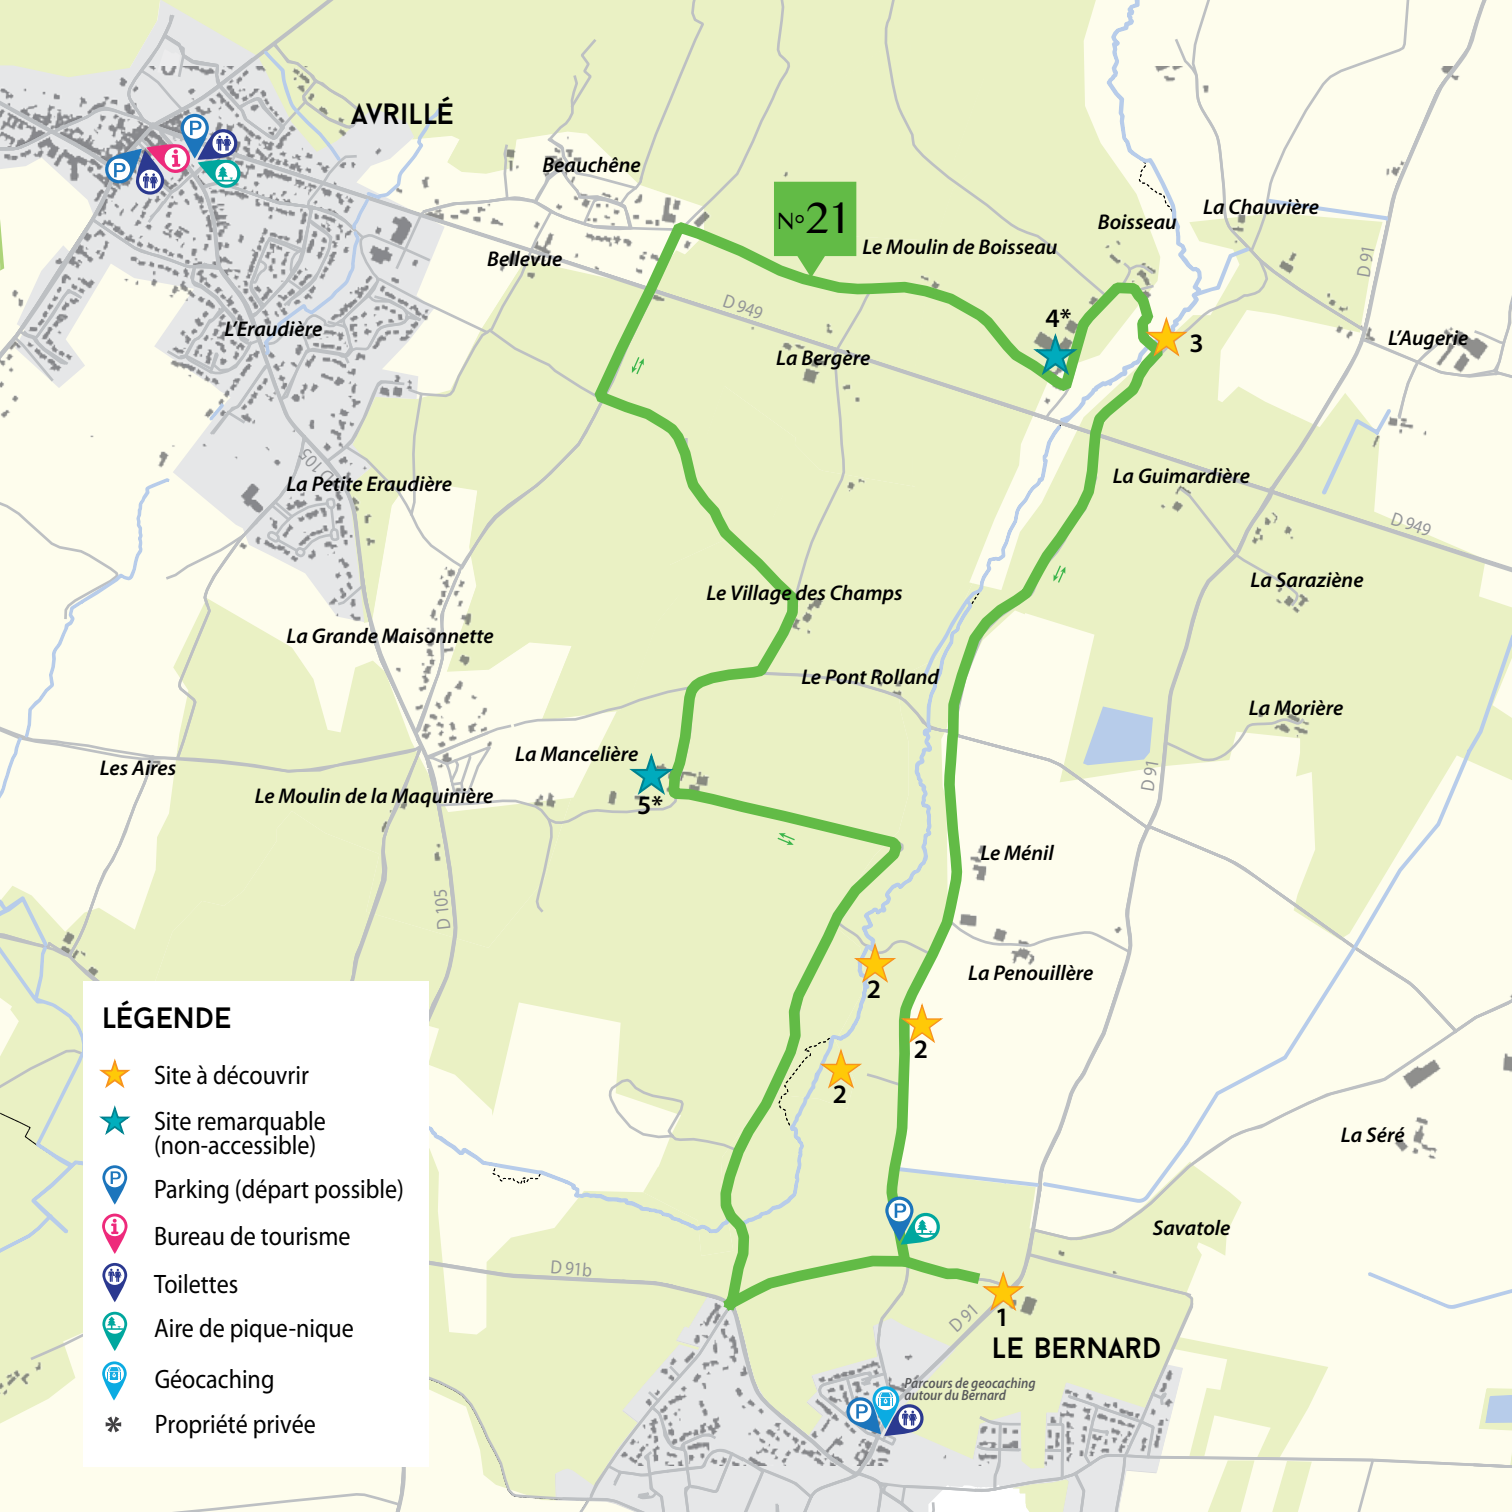 AVRILLÉ
P
P
Beauchêne
N°21
La Chauvière
Boisseau
Le Moulin de Boisseau
Bellevue
D 91
D 949
4*
L'Eraudière
3
L'Augerie
La Bergère
D 105
La Petite Eraudière
La Guimardière
D 949
La Saraziène
Le Village des Champs
La Grande Maisonnette
Le Pont Rolland
La Morière
La Mancelière
Les Aires
D 91
Le Moulin de la Maquinière
5*
Le Ménil
D 105
La Penouillère
2
2
2
La Séré
Savatole
P
D 91b
D 91
1
LE BERNARD
Parcours de geocaching
autour du Bernard
P
LÉGENDE
Site à découvrir
Site remarquable
(non-accessible)
P
Parking (départ possible)
Bureau de tourisme
Toilettes
Aire de pique-nique
Géocaching
* Propriété privée